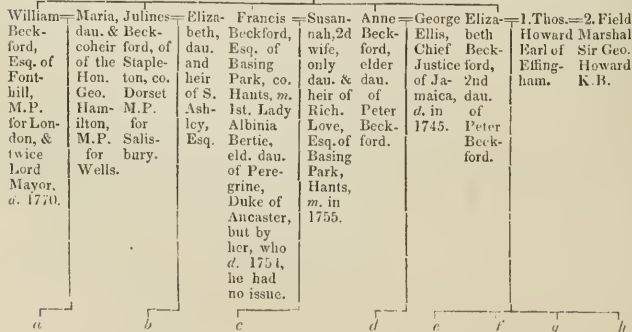 William=
Beck-
ford,
Esq. of
Font-
hill,
M.P.
for Lon-
don, &
twice
Lord
Mayor,
d. 1770.
Maria,
dau. &
coheir
of the
Hon.
Geo.
Ham-
ilton,
M.P.
for
Wells.
Julines=
Beck-
ford, of
Staple-
ton, co.
Dorset
M.P.
for
Salis-
bury.
Eliza-
beth,
dau.
and
heir
of S.
Ash-
ley,
Esq.
Francis=
Beckford,
Esq. of
Basing
Park, co.
Hants, m.
1st. Lady
Albinia
Bertie,
eld. dau.
of Pere-
grine,
Duke of
Ancaster,
but by
her, who
d. 1754,
he had
no issue.
Susan-
nah, 2d
wife,
only
dau. &
heir of
Rich.
Love,
Esq. of
Basing
Park,
Hants,
m. in
1755.
Anne=
Beck-
ford,
elder
dau.
of
Peter
Beck-
ford.
George
Ellis,
Chief
Justice
of Ja-
maica,
d. in
1745.
Eliza-=
beth
Beck-
ford,
2nd
dau.
of
Peter
Beck-
ford.
1. Thos.=
Howard
Earl of
Effing-
ham.
2. Field
Marshal
Sir Geo.
Howard
K.B.
a b c d e f g h